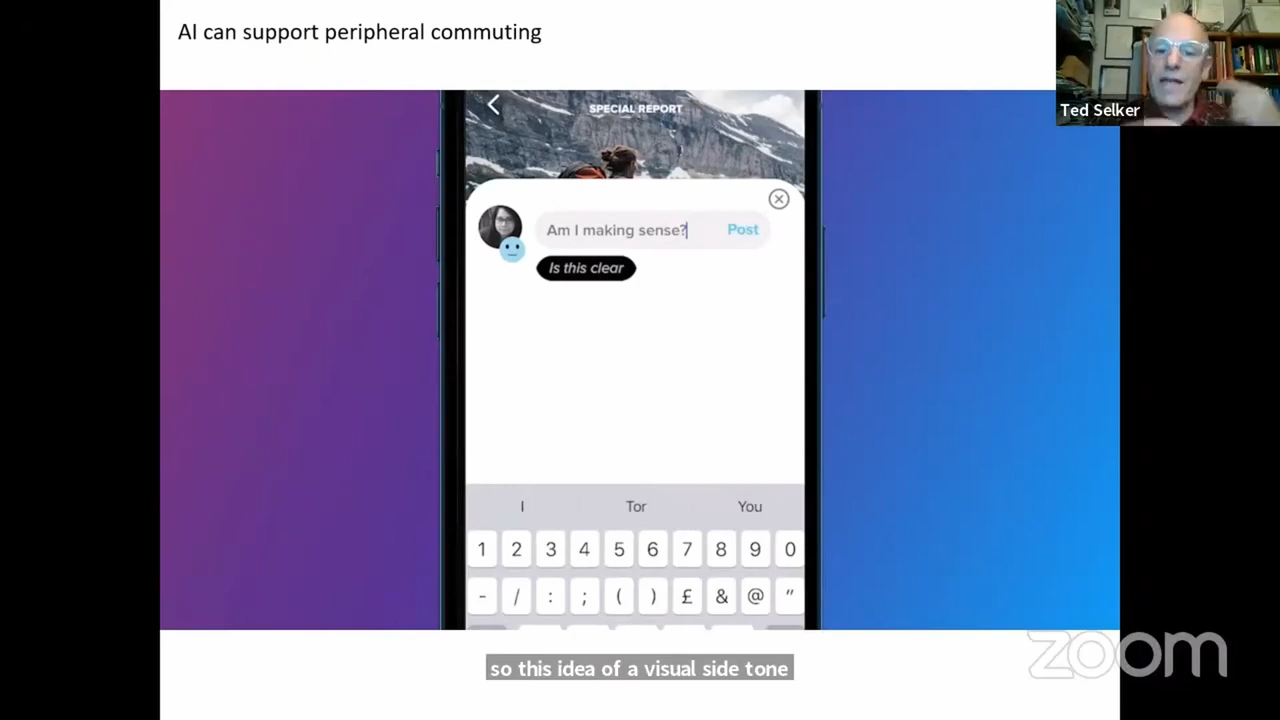 AI can support peripheral commuting
Ted Selker
SPECIAL REPORT
Am I making sense?
Post
Is this clear
I Tor You
1 2 3 4 5 6 7 8 9 0
- / : ; ( ) £ & @ "
so this idea of a visual side tone
zoom